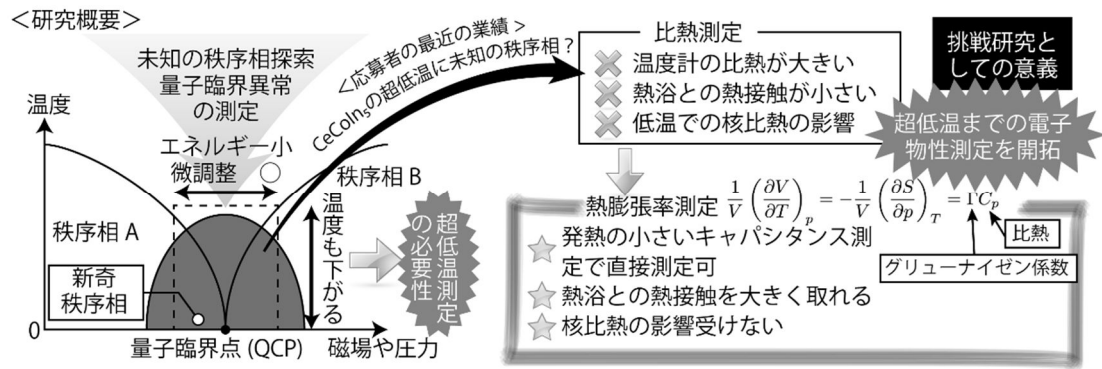 ＜研究概要＞
未知の秩序相探索
量子臨界異常
の測定
温度
エネルギー小
微調整
秩序相 A
秩序相 B
新奇
秩序相
0
量子臨界点 (QCP)
磁場や圧力
温度も下がる
超低温測定
の必要性
＜応募者の最近の業績＞
CeCoIn₅の超低温に未知の秩序相？
比熱測定
温度計の比熱が大きい
熱浴との熱接触が小さい
低温での核比熱の影響
挑戦研究と
しての意義
超低温までの電子
物性測定を開拓
熱膨張率測定 \frac{1}{V}\left(\frac{∂V}{∂T}\right)_p = -\frac{1}{V}\left(\frac{∂S}{∂p}\right)_T = ΓC_p
比熱
グリューナイゼン係数
発熱の小さいキャパシタンス測
定で直接測定可
熱浴との熱接触を大きく取れる
核比熱の影響受けない